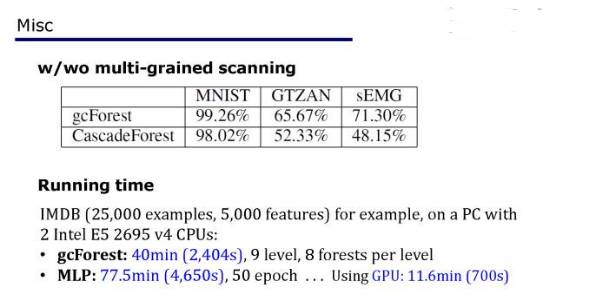 Misc
w/wo multi-grained scanning
MNIST GTZAN sEMG
gcForest 99.26% 65.67% 71.30%
CascadeForest 98.02% 52.33% 48.15%
Running time
IMDB (25,000 examples, 5,000 features) for example, on a PC with
2 Intel E5 2695 v4 CPUs:
• gcForest: 40min (2,404s), 9 level, 8 forests per level
• MLP: 77.5min (4,650s), 50 epoch … Using GPU: 11.6min (700s)